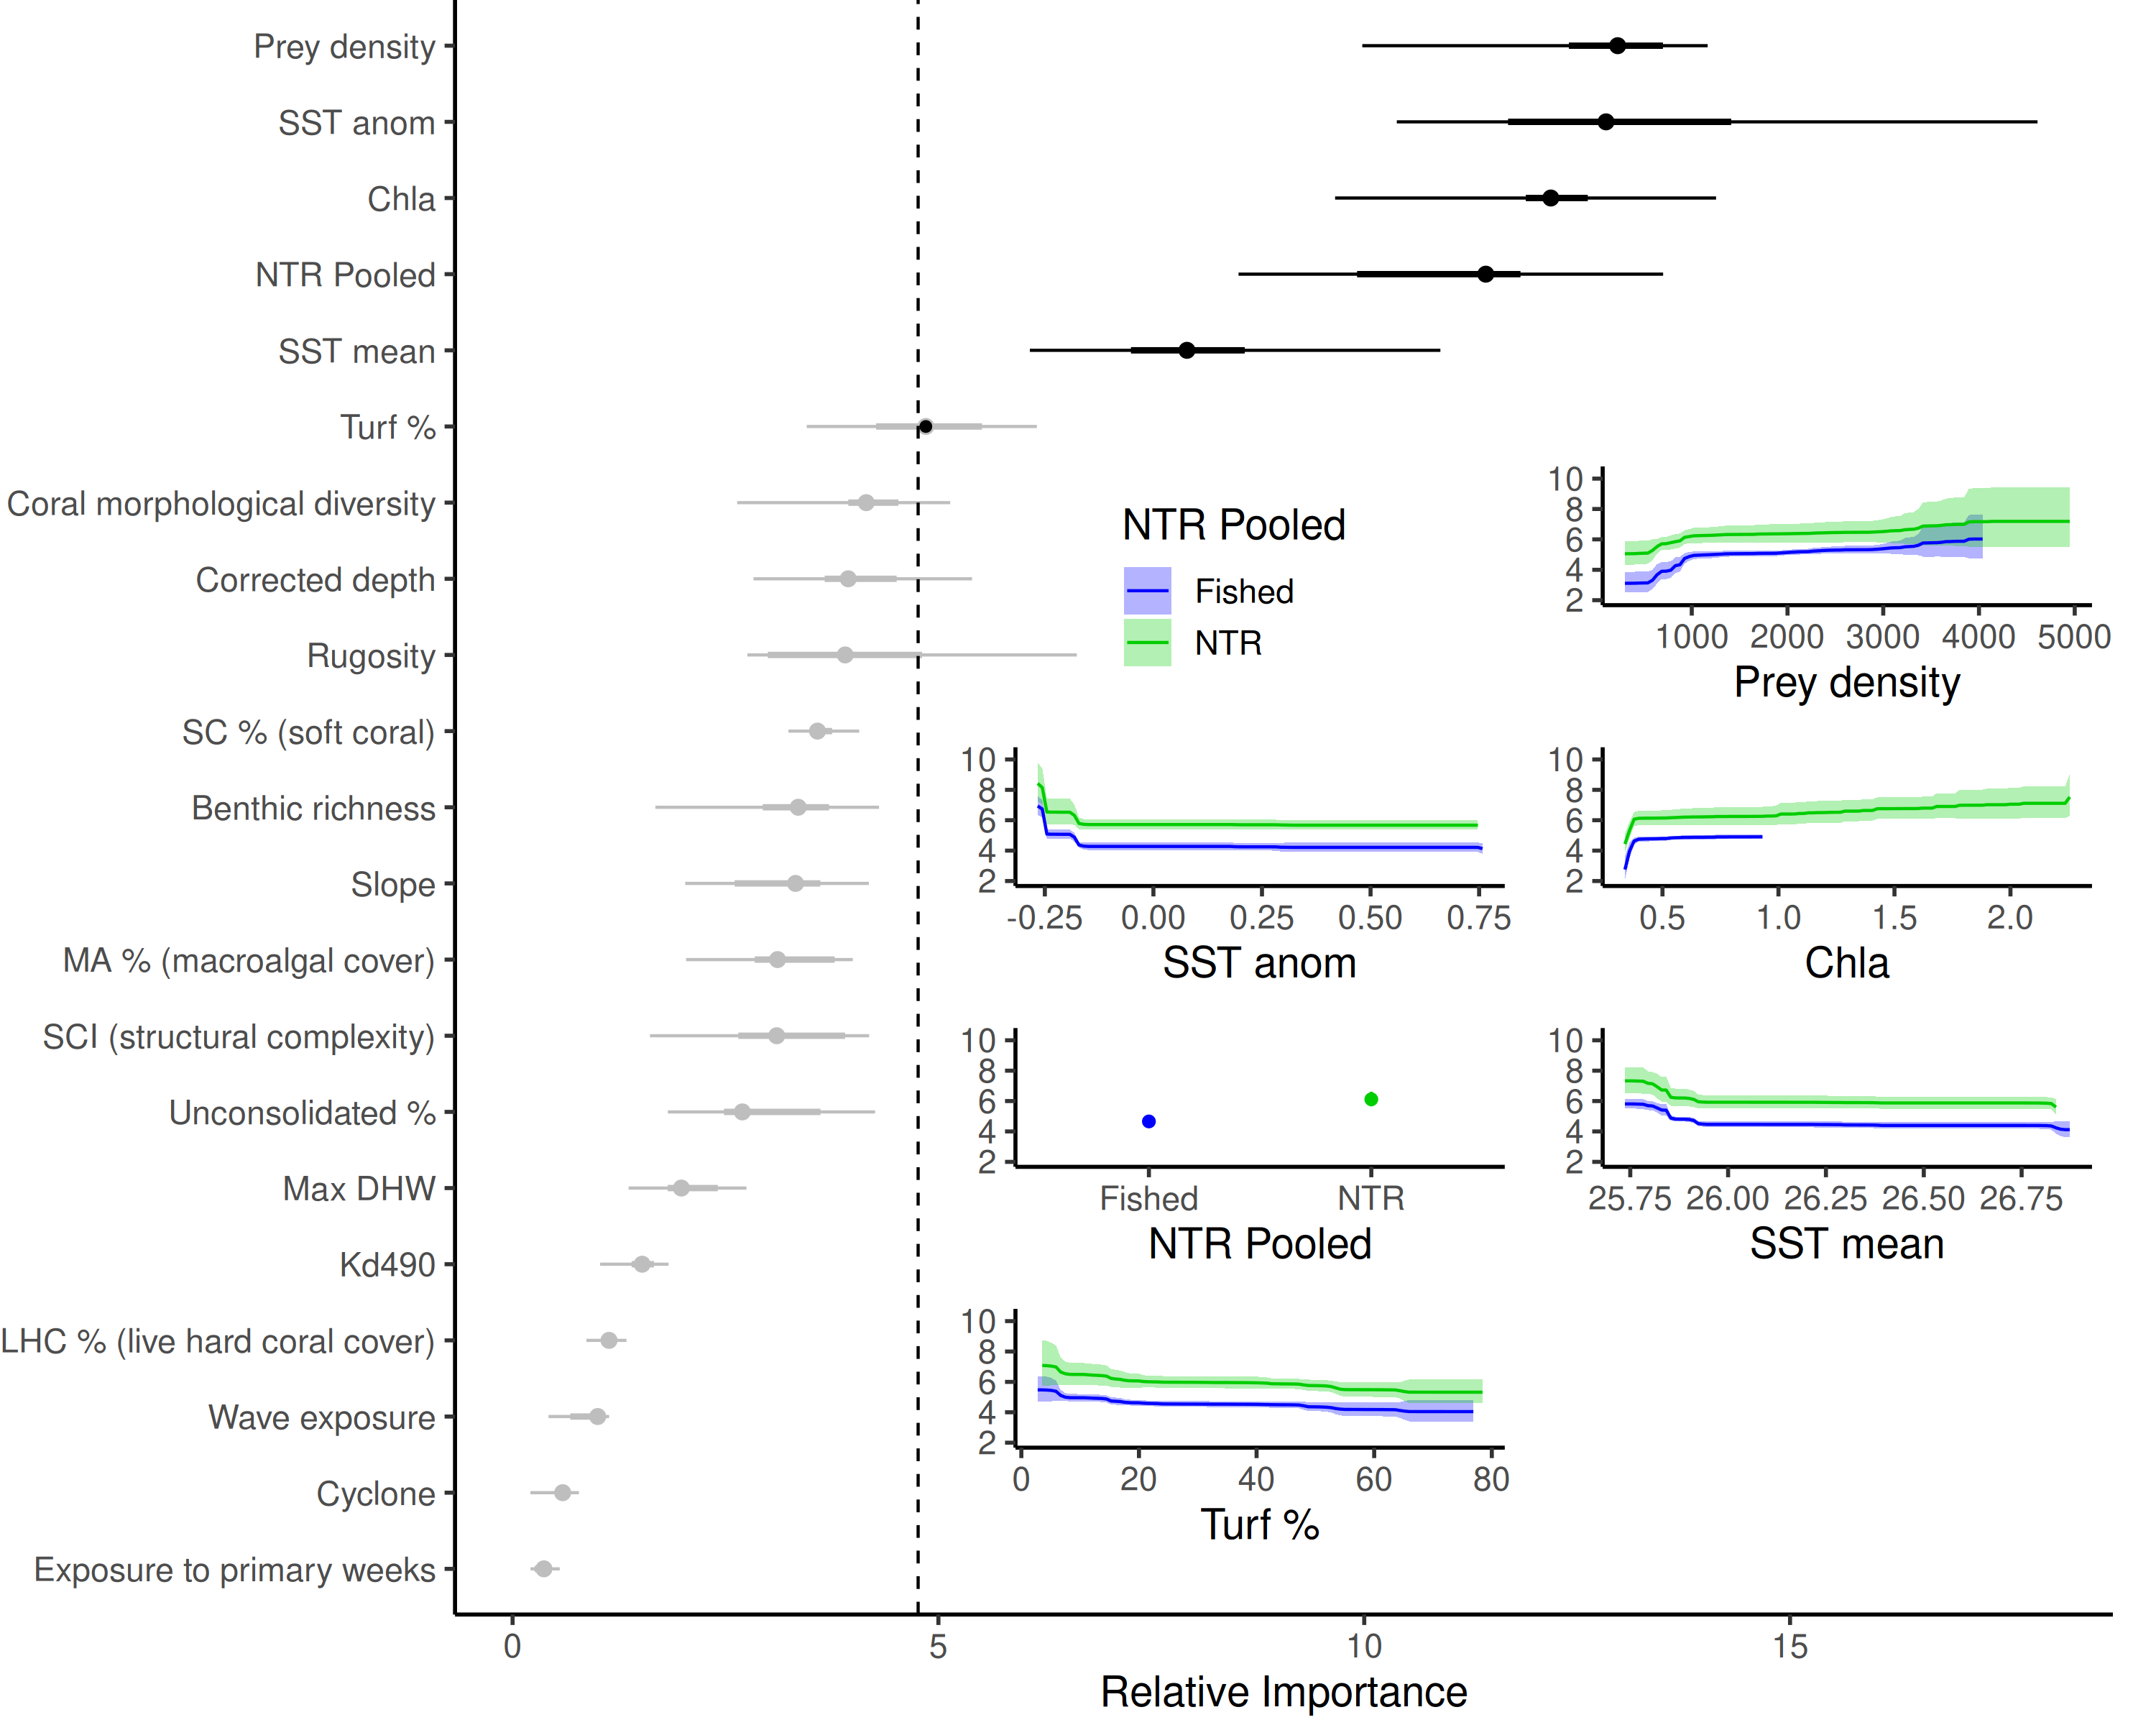 Prey density
SST anom
Chla
NTR Pooled
SST mean
Turf %
Coral morphological diversity
Corrected depth
Rugosity
SC % (soft coral)
Benthic richness
Slope
MA % (macroalgal cover)
SCI (structural complexity)
Unconsolidated %
Max DHW
Kd490
LHC % (live hard coral cover)
Wave exposure
Cyclone
Exposure to primary weeks
0 5 10 15
Relative Importance
NTR Pooled
Fished
NTR
10
8
6
4
2
1000 2000 3000 4000 5000
Prey density
10
8
6
4
2
-0.25 0.00 0.25 0.50 0.75
SST anom
10
8
6
4
2
0.5 1.0 1.5 2.0
Chla
10
8
6
4
2
Fished NTR
NTR Pooled
10
8
6
4
2
25.75 26.00 26.25 26.50 26.75
SST mean
10
8
6
4
2
0 20 40 60 80
Turf %